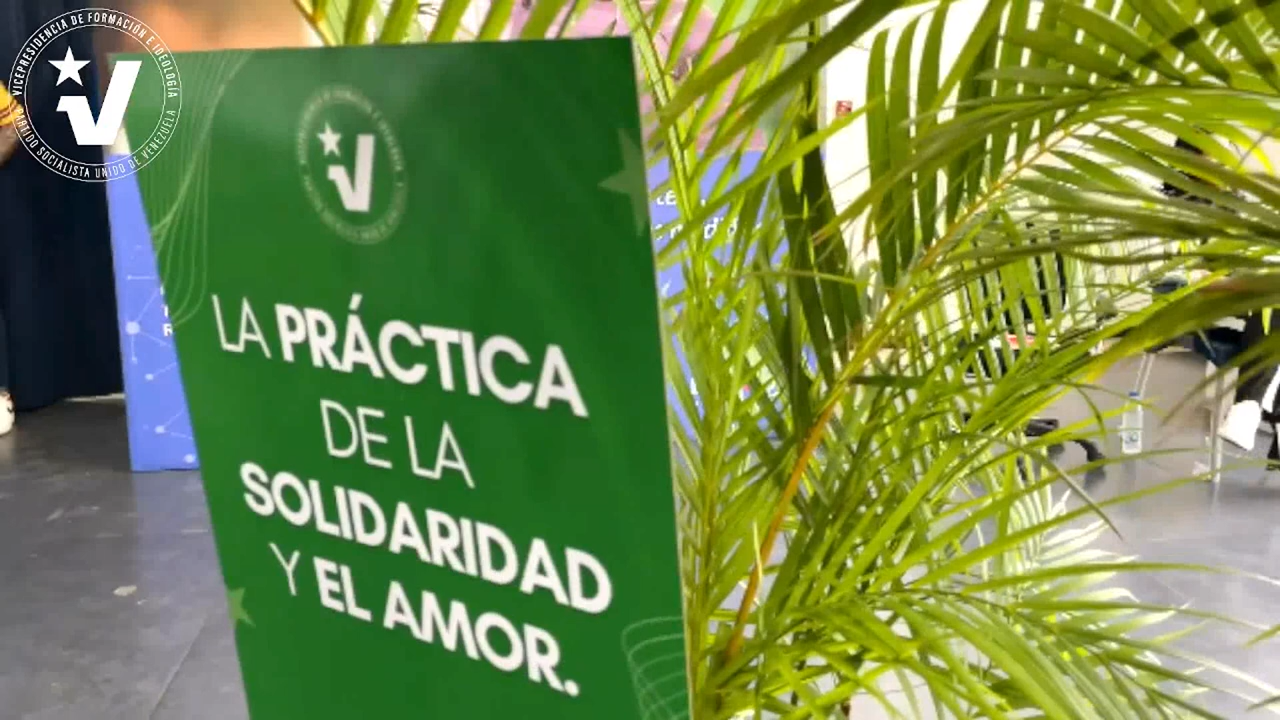 VICEPRESIDENCIA DE FORMACIÓN E IDEOLOGÍA
PARTIDO SOCIALISTA UNIDO DE VENEZUELA
LA PRÁCTICA
DE LA
SOLIDARIDAD
Y EL AMOR.